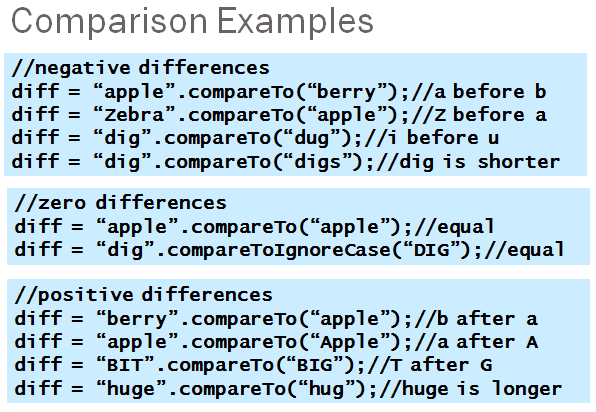 Comparison Examples
//negative differences
diff = “apple”.compareTo(“berry”);//a before b
diff = “Zebra”.compareTo(“apple”);//Z before a
diff = “dig”.compareTo(“dug”);//i before u
diff = “dig”.compareTo(“digs”);//dig is shorter
//zero differences
diff = “apple”.compareTo(“apple”);//equal
diff = “dig”.compareToIgnoreCase(“DIG”);//equal
//positive differences
diff = “berry”.compareTo(“apple”);//b after a
diff = “apple”.compareTo(“Apple”);//a after A
diff = “BIT”.compareTo(“BIG”);//T after G
diff = “huge”.compareTo(“hug”);//huge is longer